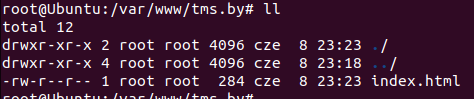 root@Ubuntu:/var/www/tms.by# ll
total 12
drwxr-xr-x 2 root root 4096 cze  8 23:23 ./
drwxr-xr-x 4 root root 4096 cze  8 23:18 ../
-rw-r--r-- 1 root root  284 cze  8 23:23 index.html
root@Ubuntu:/var/www/tms.by#